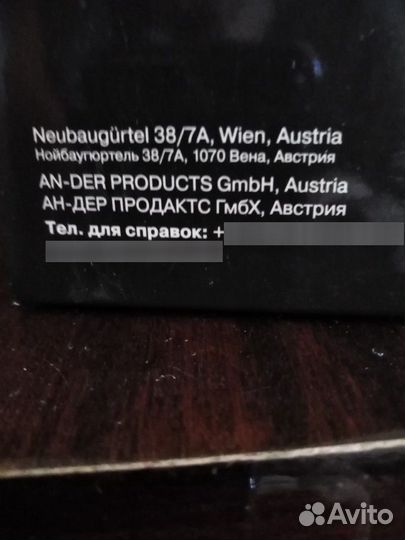 Neubaugürtel 38/7A, Wien, Austria
Нойбаупортель 38/7A, 1070 Вена, Австрия
AN-DER PRODUCTS GmbH, Austria
АН-ДЕР ПРОДАКТС ГмбХ, Австрия
Тел. для справок: +
Avito